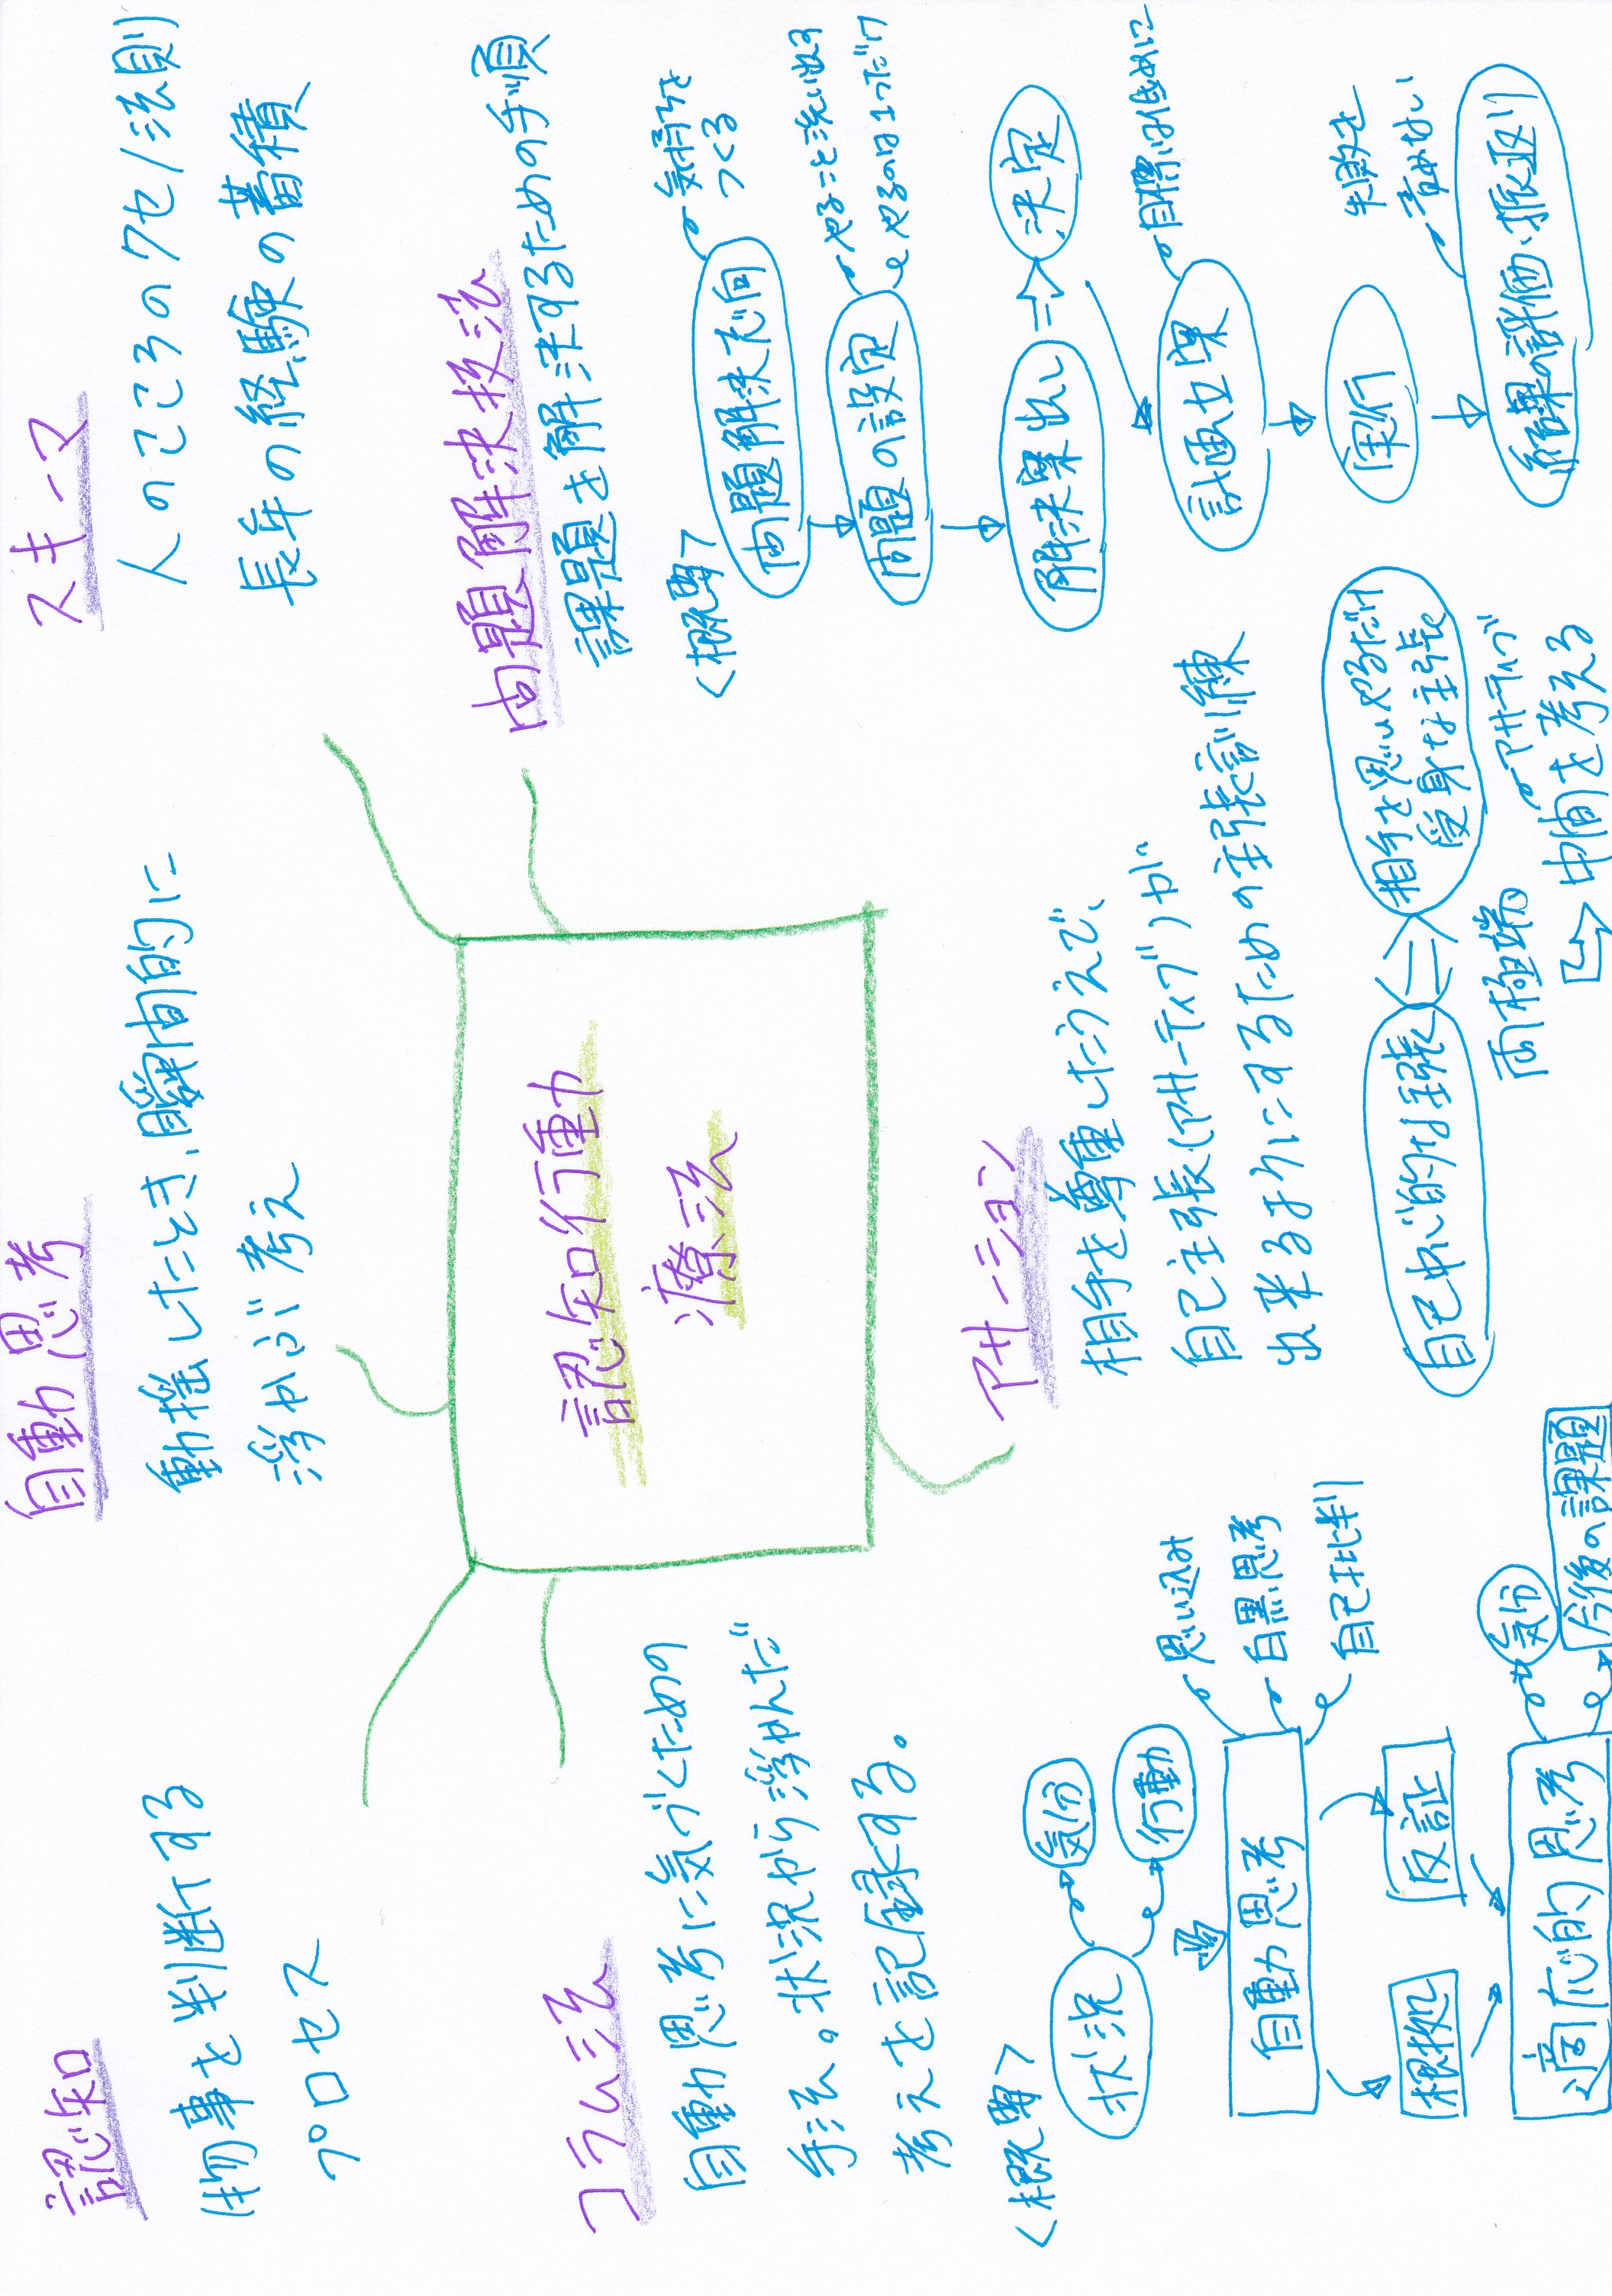 認知
物事を判断する
プロセス
自動思考
動揺したとき、瞬間的に
浮かぶ考え
スキーマ
人のこころのクセ/法則
長年の経験の蓄積
認知行動
療法
コラム法
自動思考に気づくための
手法。状況から浮かんだ
考えを記録する。
<概要>
状況
気分
行動
自動思考
思い込み
白黒思考
自己批判
根拠
反証
適応的思考
気分
今後の課題
アサーション
相手を尊重したうえで、
自己主張(アサーティブ)が
出来るようにするための主張訓練
自己中心的な主張
相手を思いやるだけ
受身な主張
両極端
アサーティブ
中間を考える
問題解決技法
課題を解決するための手順
<概要>
問題解決志向
気持ちを
つくる
問題の設定
やること洗い出す
やるのは1つだけ
解決案出し
決定
計画立案
目標は低めに
実行
失敗を
責めない
結果の評価・振返り